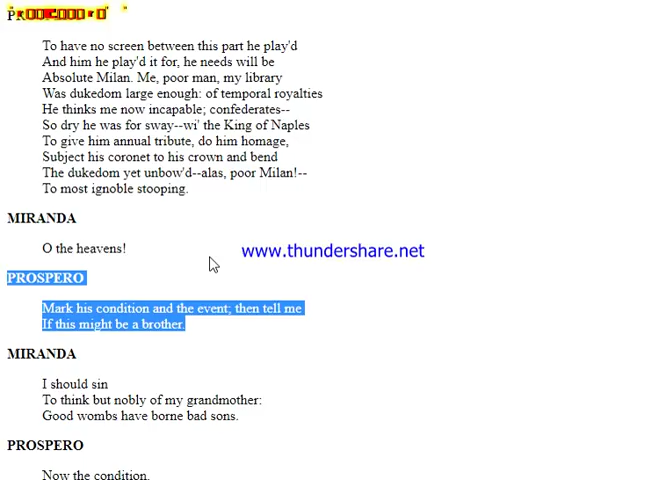 To have no screen between this part he play'd
And him he play'd it for, he needs will be
Absolute Milan. Me, poor man, my library
Was dukedom large enough: of temporal royalties
He thinks me now incapable; confederates--
So dry he was for sway--wi' the King of Naples
To give him annual tribute, do him homage,
Subject his coronet to his crown and bend
The dukedom yet unbow'd--alas, poor Milan!--
To most ignoble stooping.
MIRANDA
O the heavens!
www.thundershare.net
PROSPERO
Mark his condition and the event; then tell me
If this might be a brother.
MIRANDA
I should sin
To think but nobly of my grandmother:
Good wombs have borne bad sons.
PROSPERO
Now the condition.